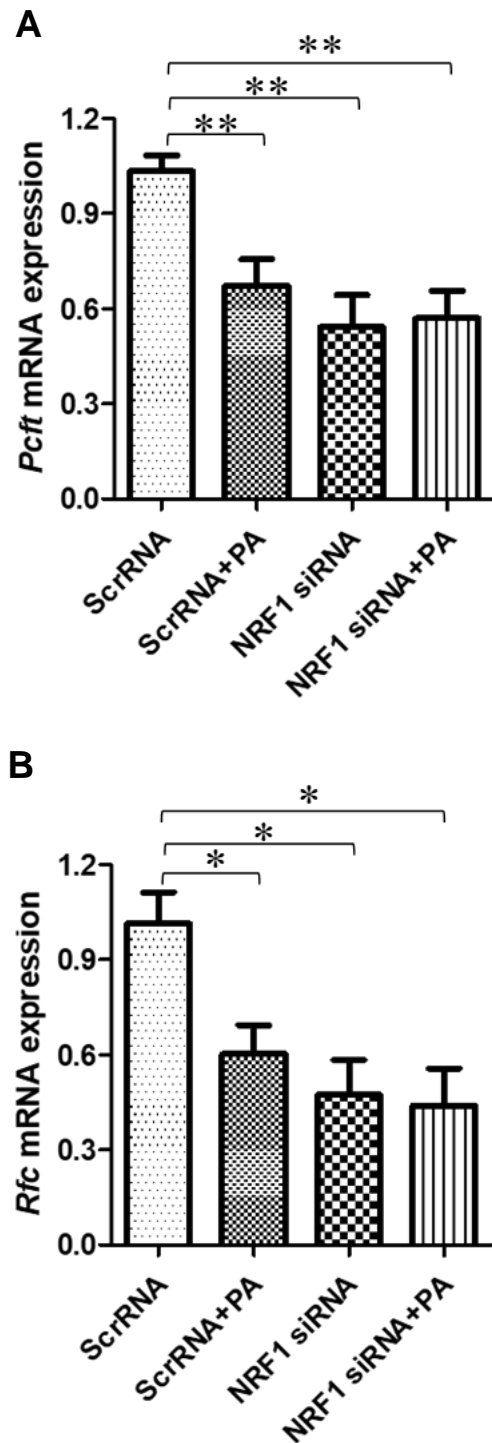 A
**
**
**
1.2
0.9
0.6
0.3
0.0
Pcft mRNA expression
ScrRNA
ScrRNA+PA
NRF1 siRNA
NRF1 siRNA+PA
B
*
*
*
1.2
0.9
0.6
0.3
0.0
Rfc mRNA expression
ScrRNA
ScrRNA+PA
NRF1 siRNA
NRF1 siRNA+PA